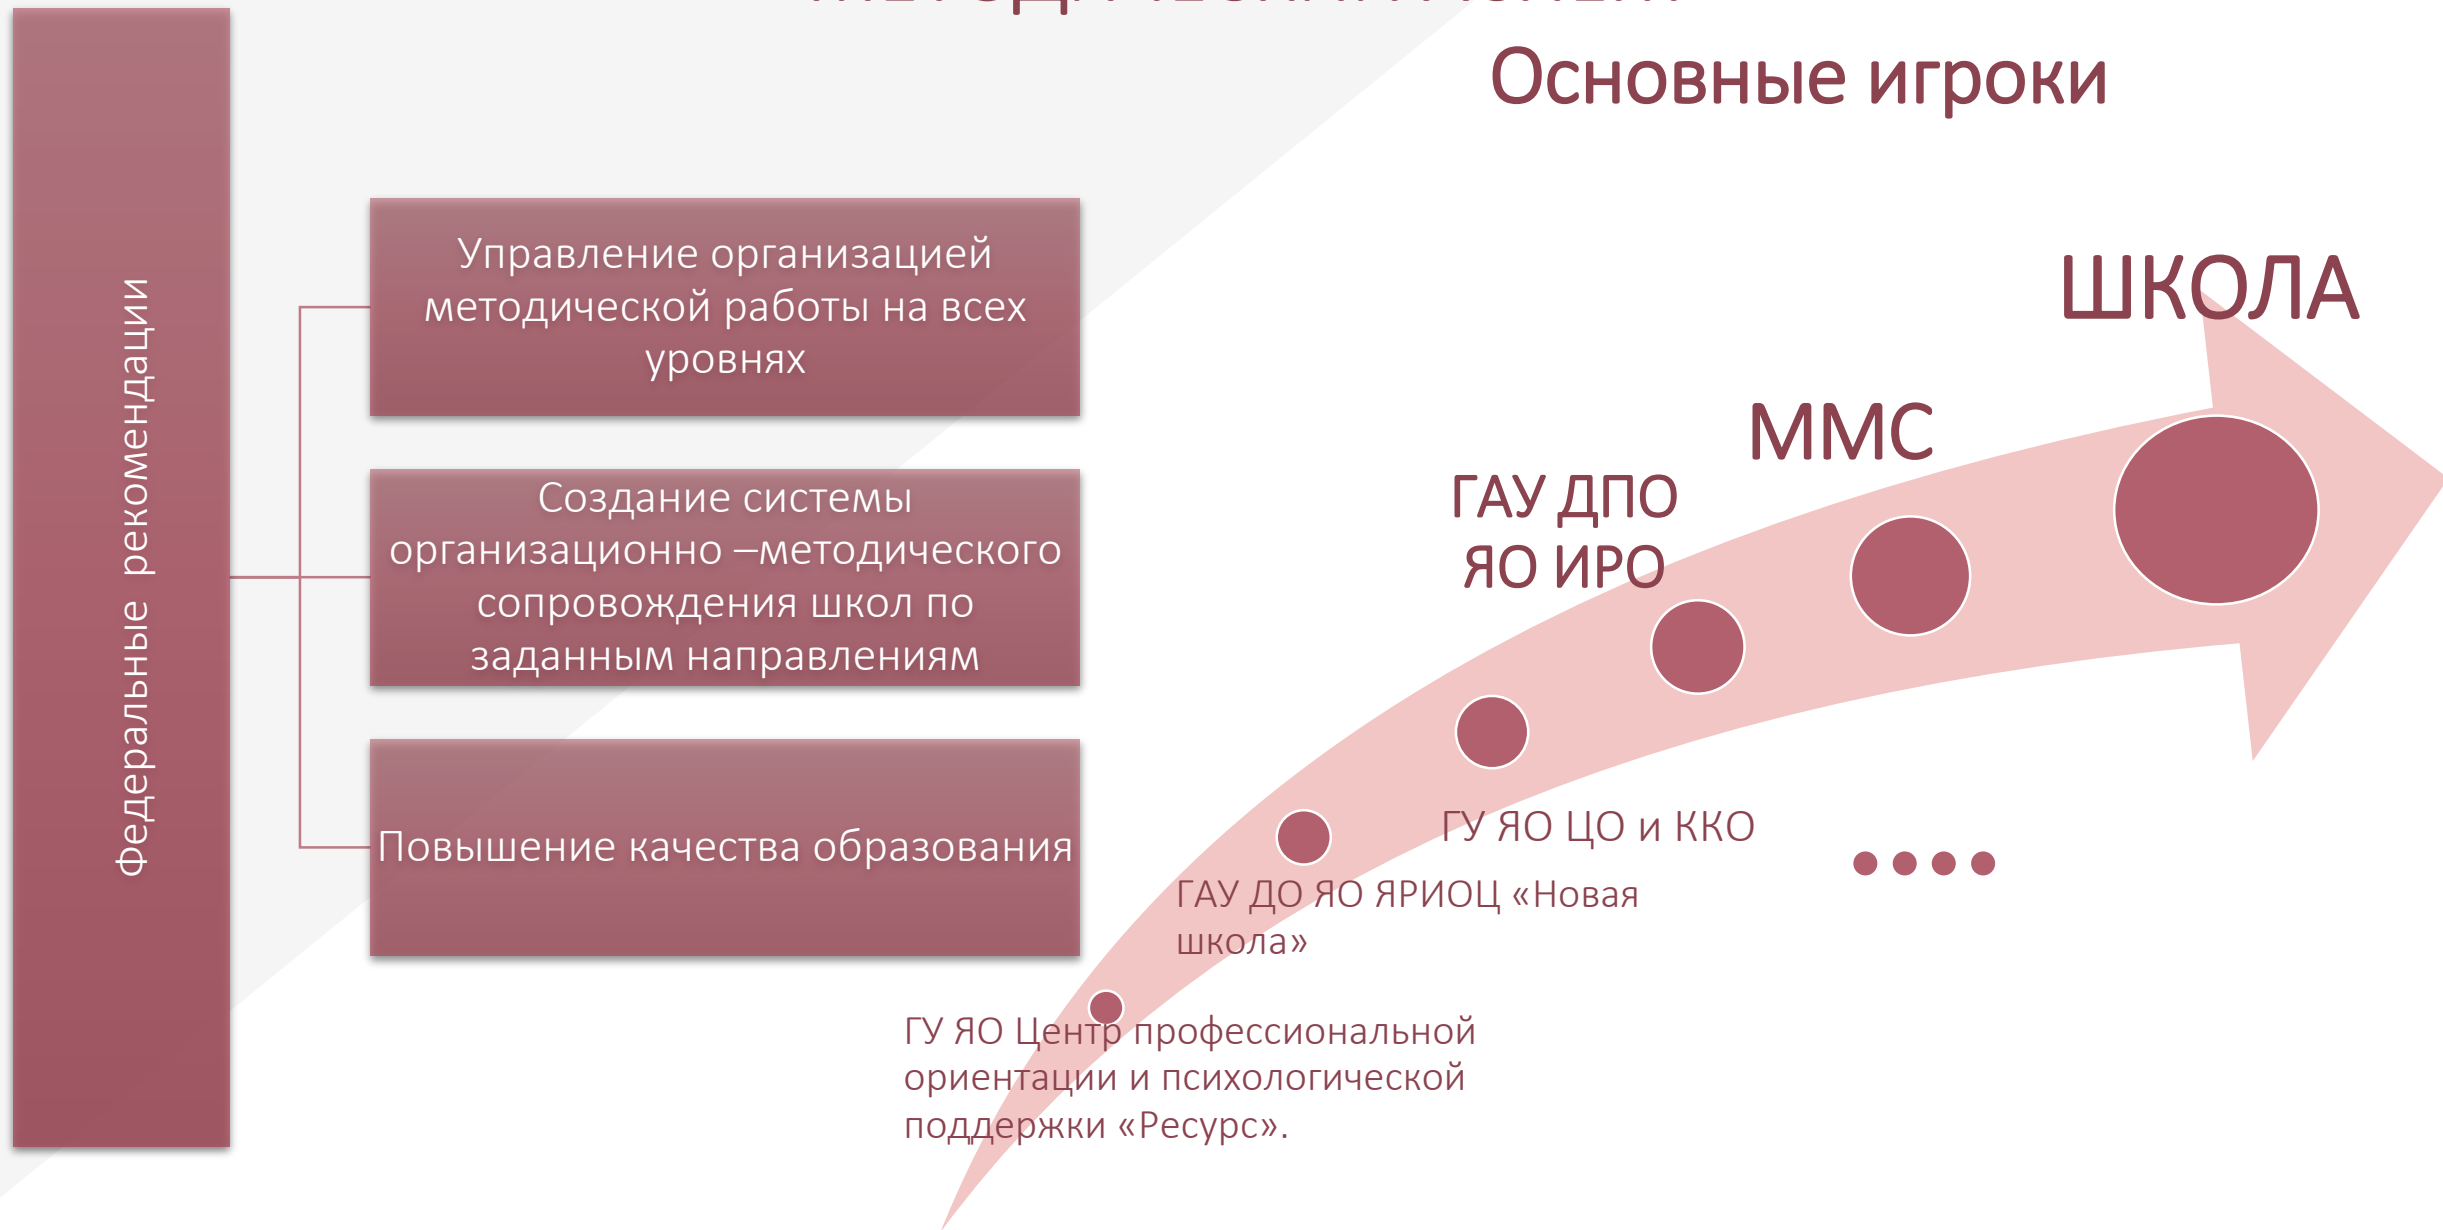 Основные игроки
Федеральные рекомендации
Управление организацией
методической работы на всех
уровнях
Создание системы
организационно –методического
сопровождения школ по
заданным направлениям
Повышение качества образования
ШКОЛА
ММС
ГАУ ДПО
ЯО ИРО
ГУ ЯО ЦО и ККО
ГАУ ДО ЯО ЯРИОЦ «Новая
школа»
ГУ ЯО Центр профессиональной
ориентации и психологической
поддержки «Ресурс».